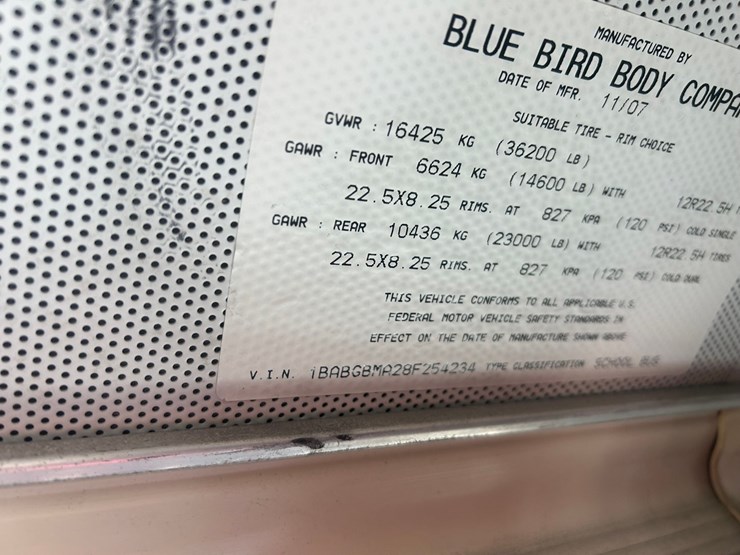 MANUFACTURED BY
BLUE BIRD BODY COMPA
DATE OF MFR. 11/07
SUITABLE TIRE - RIM CHOICE
GVWR : 16425 KG (36200 LB)
GAWR : FRONT 6624 KG (14600 LB) WITH 12R22.5H
22.5X8.25 RIMS. AT 827 KPA (120 PSI) COLD SINGLE
GAWR : REAR 10436 KG (23000 LB) WITH 12R22.5H TIRES
22.5X8.25 RIMS. AT 827 KPA (120 PSI) COLD DUAL
THIS VEHICLE CONFORMS TO ALL APPLICABLE U.S.
FEDERAL MOTOR VEHICLE SAFETY STANDARDS IN
EFFECT ON THE DATE OF MANUFACTURE SHOWN ABOVE
V.I.N. 1BABGBMA28F254234 TYPE CLASSIFICATION SCHOOL BUS